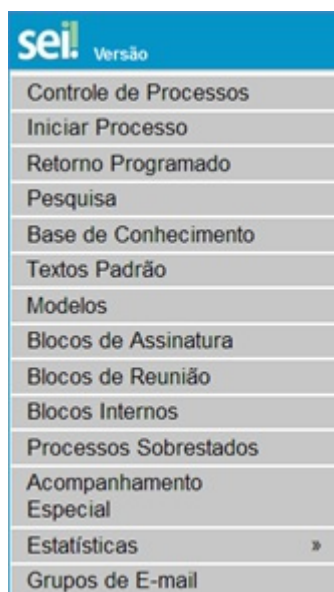 sei! Versão
Controle de Processos
Iniciar Processo
Retorno Programado
Pesquisa
Base de Conhecimento
Textos Padrão
Modelos
Blocos de Assinatura
Blocos de Reunião
Blocos Internos
Processos Sobrestados
Acompanhamento
Especial
Estatísticas »
Grupos de E-mail